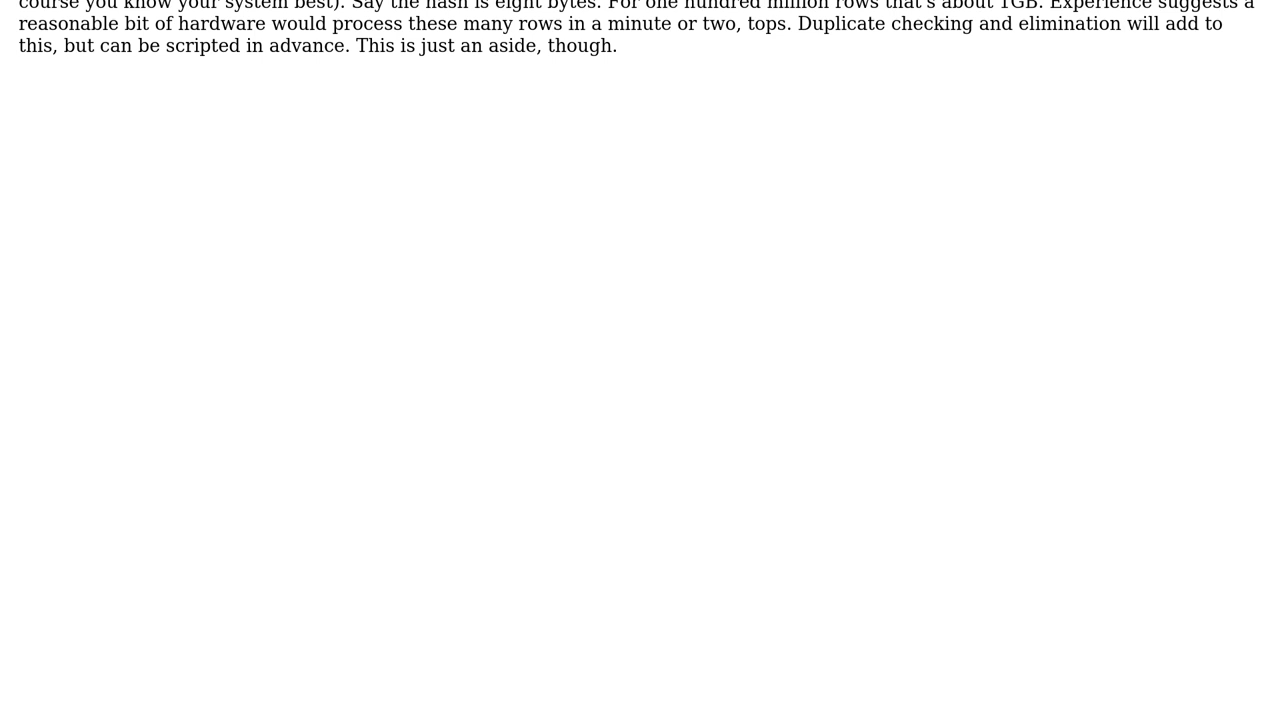 course you know your system best). Say the hash is eight bytes. For one hundred million rows that's about 1GB. Experience suggests a
reasonable bit of hardware would process these many rows in a minute or two, tops. Duplicate checking and elimination will add to
this, but can be scripted in advance. This is just an aside, though.